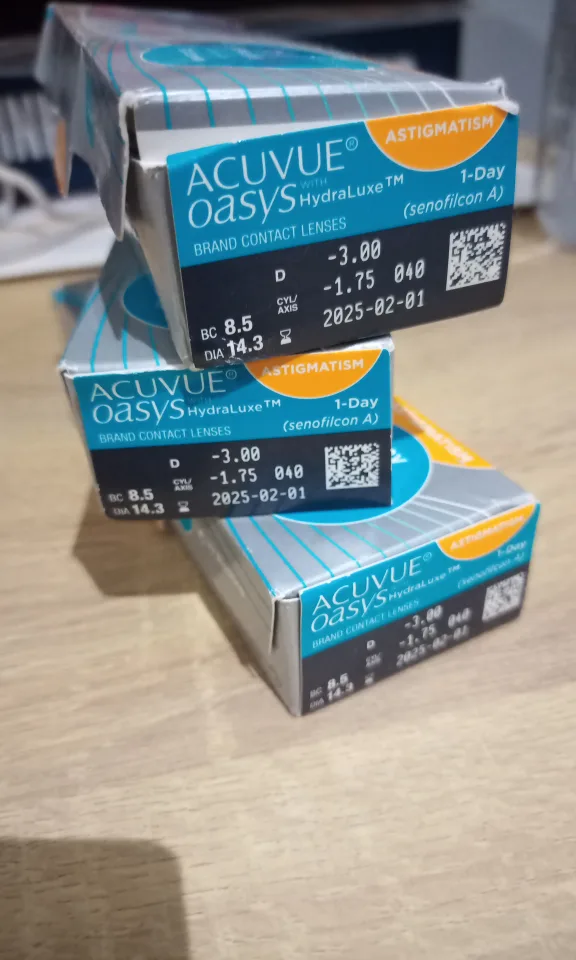 ASTIGMATISM
ACUVUE®
OASYS WITH HydraLuxe™ 1-Day
(senofilcon A)
BRAND CONTACT LENSES
D -3.00
CYL/AXIS -1.75 040
BC 8.5 2025-02-01
DIA 14.3
ASTIGMATISM
ACUVUE®
OASYS WITH HydraLuxe™ 1-Day
(senofilcon A)
BRAND CONTACT LENSES
D -3.00
CYL/AXIS -1.75 040
BC 8.5 2025-02-01
DIA 14.3
ASTIGMATISM
ACUVUE®
OASYS HydraLuxe™ 1-Day
(senofilcon A)
BRAND CONTACT LENSES
D -3.00
-1.75 040
BC 8.5 2025-02-01
DIA 14.3